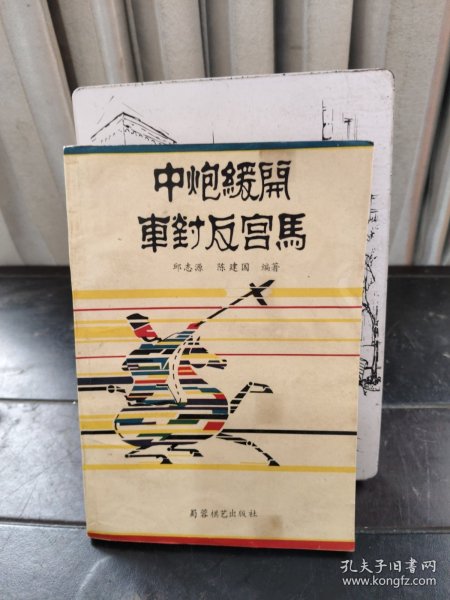 中炮緩開
車對反宮馬
邱志源 陈建国 编著
蜀蓉棋艺出版社
孔夫子旧书网
www.kongfz.com